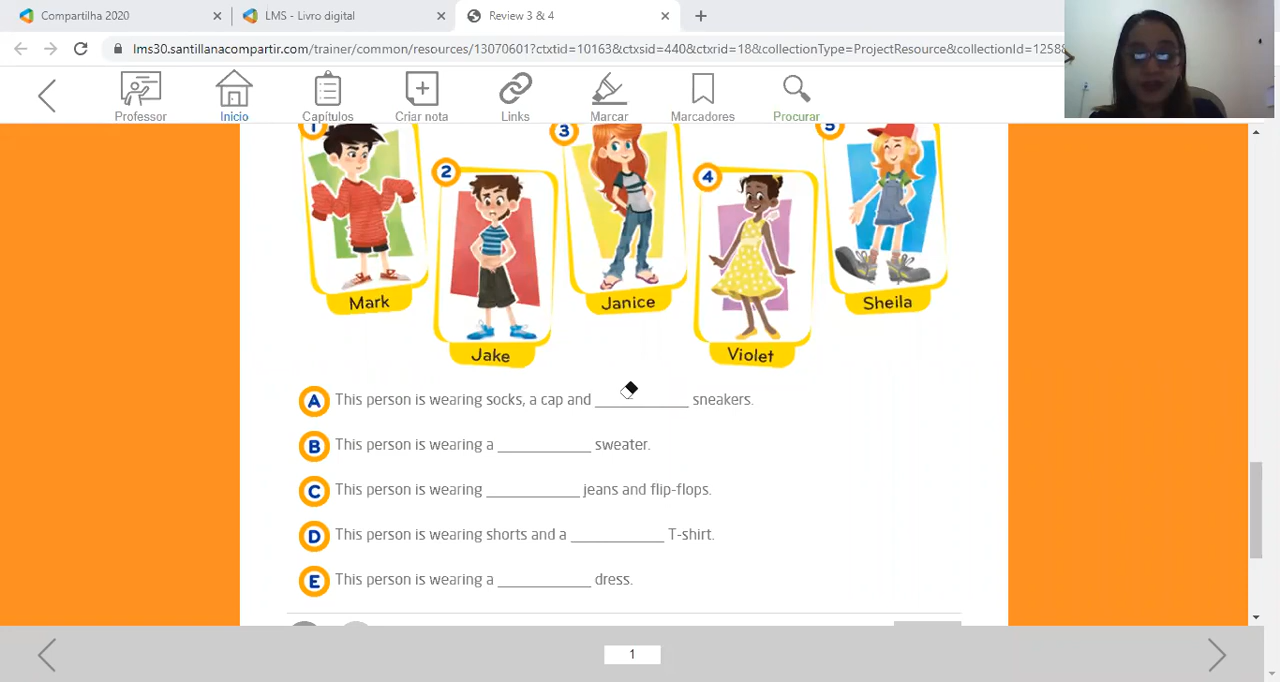 Compartilha 2020
LMS - Livro digital
Review 3 & 4
lms30.santillanacompartir.com/trainer/common/resources/13070601?ctxtid=10163&ctxsid=440&ctxrid=18&collectionType=ProjectResource&collectionId=1258
Professor
Inicio
Capítulos
Criar nota
Links
Marcar
Marcadores
Procurar
1
2
3
4
5
Mark
Jake
Janice
Violet
Sheila
A This person is wearing socks, a cap and __________ sneakers.
B This person is wearing a __________ sweater.
C This person is wearing __________ jeans and flip-flops.
D This person is wearing shorts and a __________ T-shirt.
E This person is wearing a __________ dress.
1